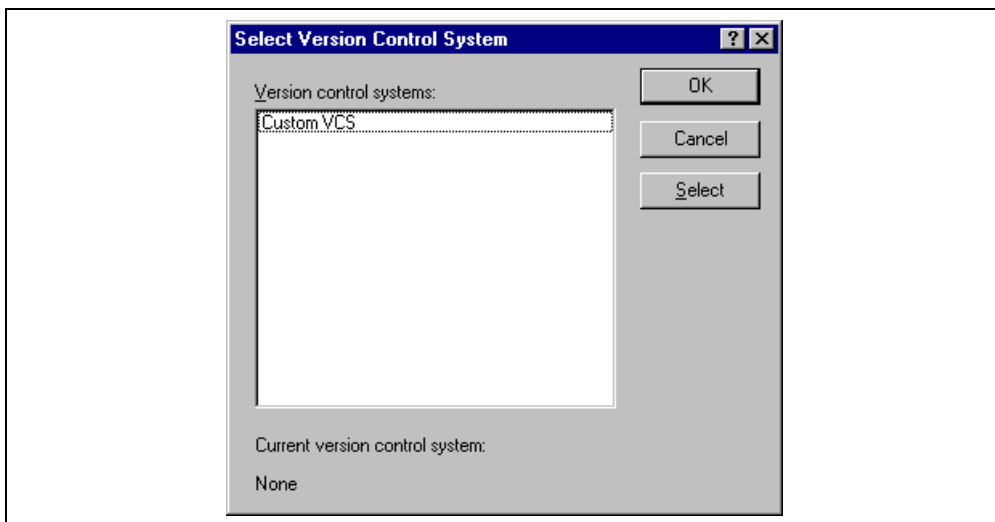 Select Version Control System
Version control systems:
Custom VCS
OK
Cancel
Select
Current version control system:
None